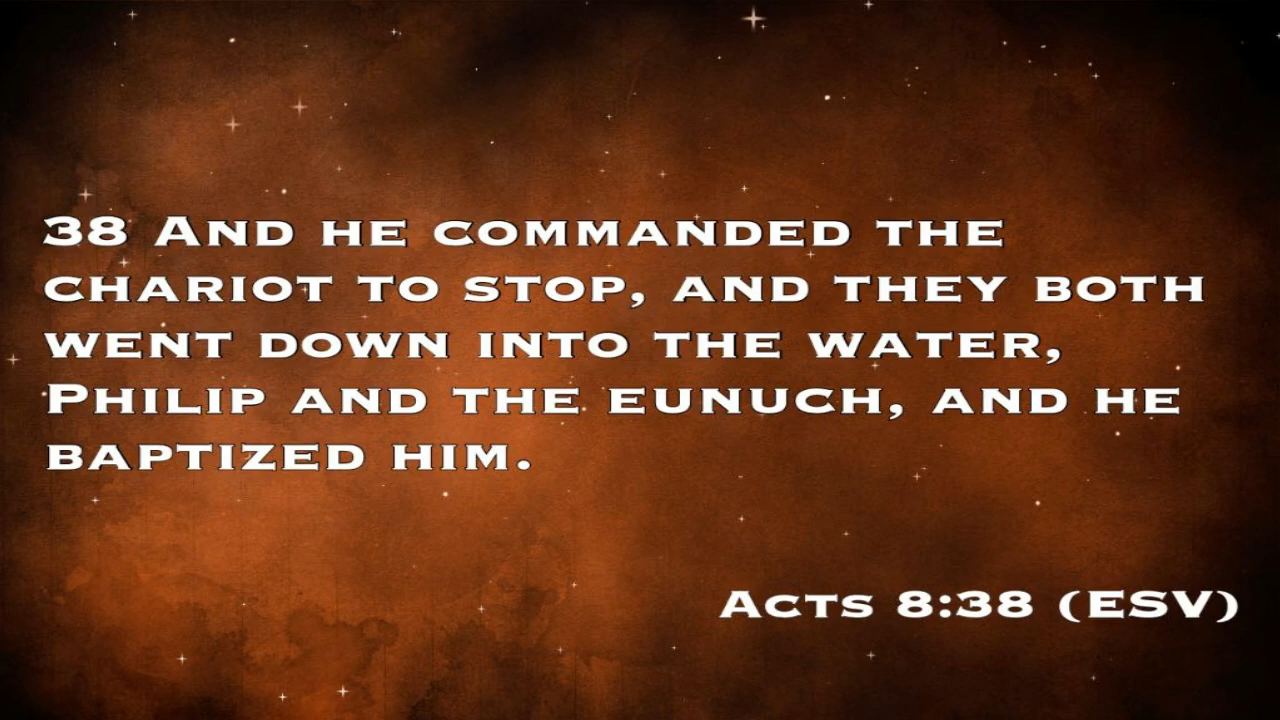 38 And he commanded the
chariot to stop, and they both
went down into the water,
Philip and the eunuch, and he
baptized him.
Acts 8:38 (ESV)